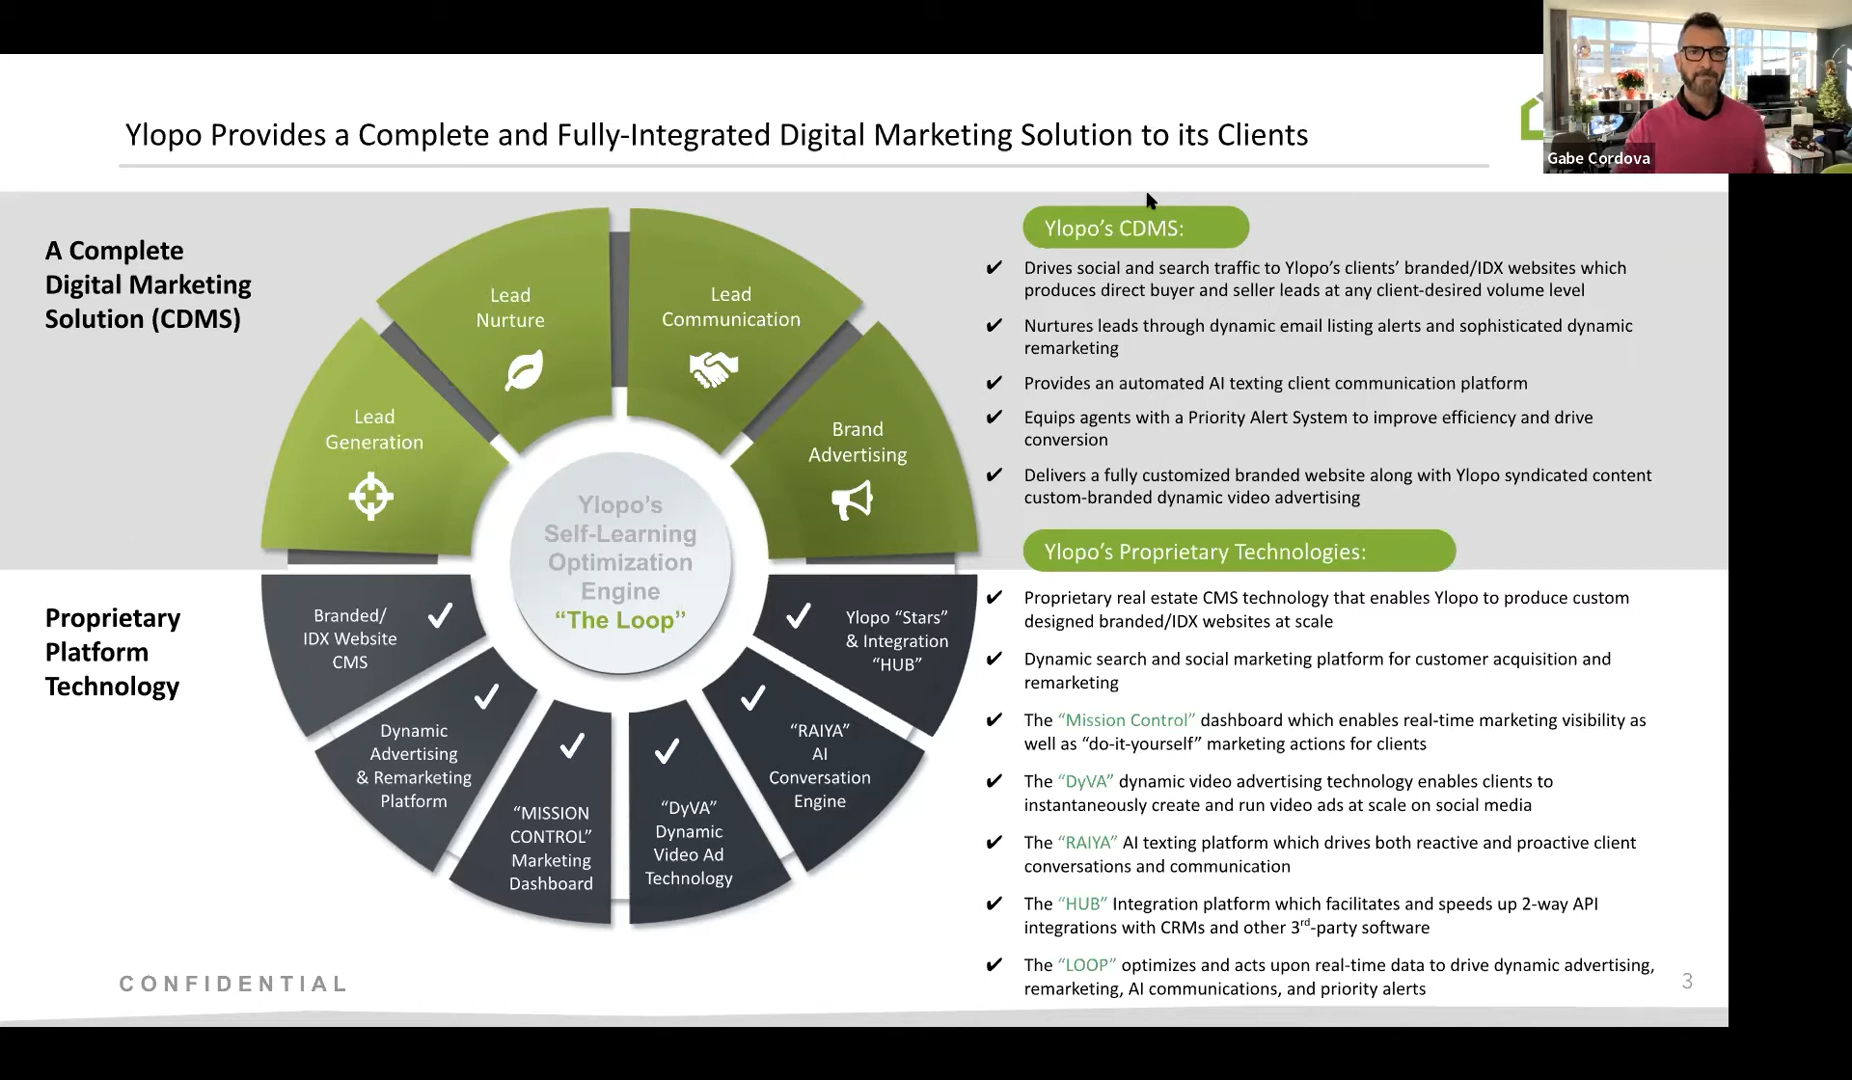 Gabe Cordova
Ylopo Provides a Complete and Fully-Integrated Digital Marketing Solution to its Clients
A Complete
Digital Marketing
Solution (CDMS)
Lead
Generation
Lead
Nurture
Lead
Communication
Brand
Advertising
Ylopo's
Self-Learning
Optimization
Engine
“The Loop”
Proprietary
Platform
Technology
Branded/
IDX Website
CMS
Dynamic
Advertising
& Remarketing
Platform
“MISSION
CONTROL”
Marketing
Dashboard
“DyVA”
Dynamic
Video Ad
Technology
“RAIYA”
AI
Conversation
Engine
Ylopo “Stars”
& Integration
“HUB”
Ylopo’s CDMS:
✔ Drives social and search traffic to Ylopo’s clients’ branded/IDX websites which
produces direct buyer and seller leads at any client-desired volume level
✔ Nurtures leads through dynamic email listing alerts and sophisticated dynamic
remarketing
✔ Provides an automated AI texting client communication platform
✔ Equips agents with a Priority Alert System to improve efficiency and drive
conversion
✔ Delivers a fully customized branded website along with Ylopo syndicated content
custom-branded dynamic video advertising
Ylopo’s Proprietary Technologies:
✔ Proprietary real estate CMS technology that enables Ylopo to produce custom
designed branded/IDX websites at scale
✔ Dynamic search and social marketing platform for customer acquisition and
remarketing
✔ The “Mission Control” dashboard which enables real-time marketing visibility as
well as “do-it-yourself” marketing actions for clients
✔ The “DyVA” dynamic video advertising technology enables clients to
instantaneously create and run video ads at scale on social media
✔ The “RAIYA” AI texting platform which drives both reactive and proactive client
conversations and communication
✔ The “HUB” Integration platform which facilitates and speeds up 2-way API
integrations with CRMs and other 3rd-party software
✔ The “LOOP” optimizes and acts upon real-time data to drive dynamic advertising,
remarketing, AI communications, and priority alerts
CONFIDENTIAL
3